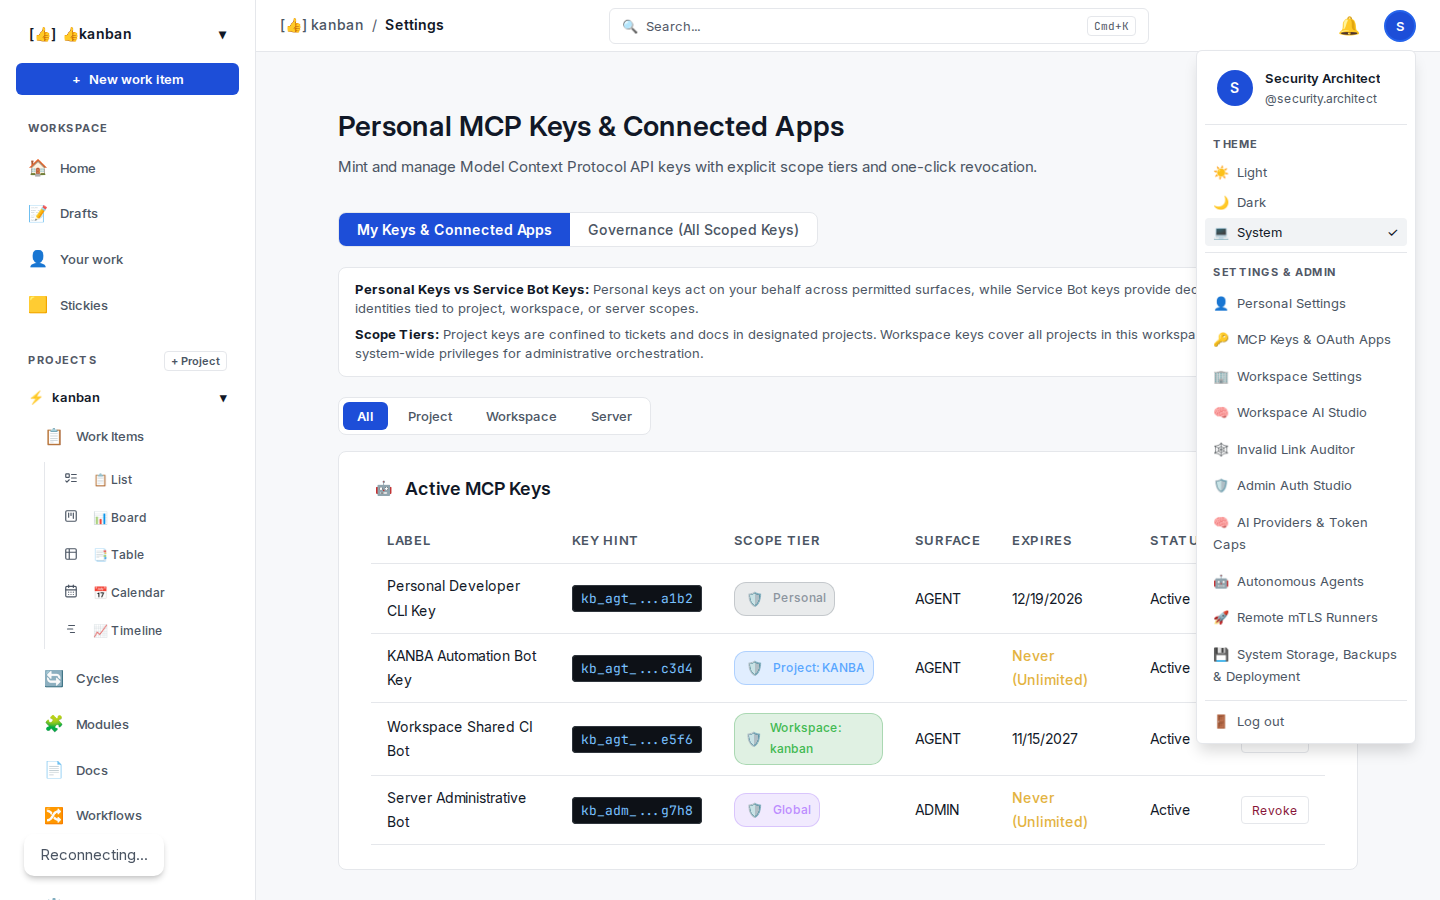 [👍] 👍kanban ▼
+ New work item
WORKSPACE
🏠 Home
📝 Drafts
👤 Your work
🟨 Stickies
PROJECTS
+ Project
⚡ kanban ▼
📋 Work Items
📋 List
📊 Board
📑 Table
📅 Calendar
📈 Timeline
🔄 Cycles
🧩 Modules
📄 Docs
🔀 Workflows
Reconnecting...
[👍] kanban / Settings
🔍 Search... Cmd+K
🔔 S
Personal MCP Keys & Connected Apps
Mint and manage Model Context Protocol API keys with explicit scope tiers and one-click revocation.
My Keys & Connected Apps
Governance (All Scoped Keys)
Personal Keys vs Service Bot Keys: Personal keys act on your behalf across permitted surfaces, while Service Bot keys provide
identities tied to project, workspace, or server scopes.
Scope Tiers: Project keys are confined to tickets and docs in designated projects. Workspace keys cover all projects in this
system-wide privileges for administrative orchestration.
All Project Workspace Server
🤖 Active MCP Keys
LABEL KEY HINT SCOPE TIER SURFACE EXPIRES
Personal Developer
CLI Key
kb_agt_...a1b2 🛡️ Personal AGENT 12/19/2026 Active
KANBA Automation Bot
Key
kb_agt_...c3d4 🛡️ Project: KANBA AGENT
Never
(Unlimited)
Active
Workspace Shared CI
Bot
kb_agt_...e5f6 🛡️
Workspace:
kanban
AGENT 11/15/2027 Active
Server Administrative
Bot
kb_adm_...g7h8 🛡️ Global ADMIN
Never
(Unlimited)
Active Revoke
S
Security Architect
@security.architect
THEME
☀️ Light
🌙 Dark
💻 System ✓
SETTINGS & ADMIN
👤 Personal Settings
🔑 MCP Keys & OAuth Apps
🏢 Workspace Settings
🧠 Workspace AI Studio
🕸️ Invalid Link Auditor
🛡️ Admin Auth Studio
🧠 AI Providers & Token
Caps
🤖 Autonomous Agents
🚀 Remote mTLS Runners
💾 System Storage, Backups
& Deployment
🚪 Log out